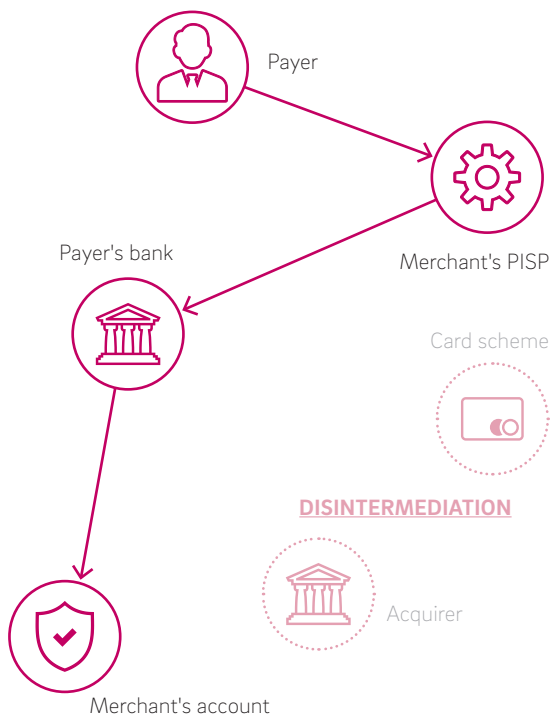 Payer
Payer's bank
Merchant's PISP
Card scheme
DISINTERMEDIATION
Acquirer
Merchant's account